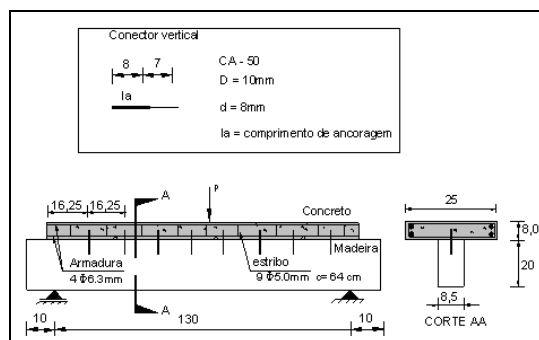 Conector vertical
8 7
la
CA - 50
D = 10mm
d = 8mm
la = comprimento de ancoragem
16,25 16,25
A
P
Concreto
25
8,0
Madeira
Armadura
4 Φ6.3mm
estribo
9 Φ5.0mm c= 64 cm
20
A
8,5
10 130 10
CORTE AA